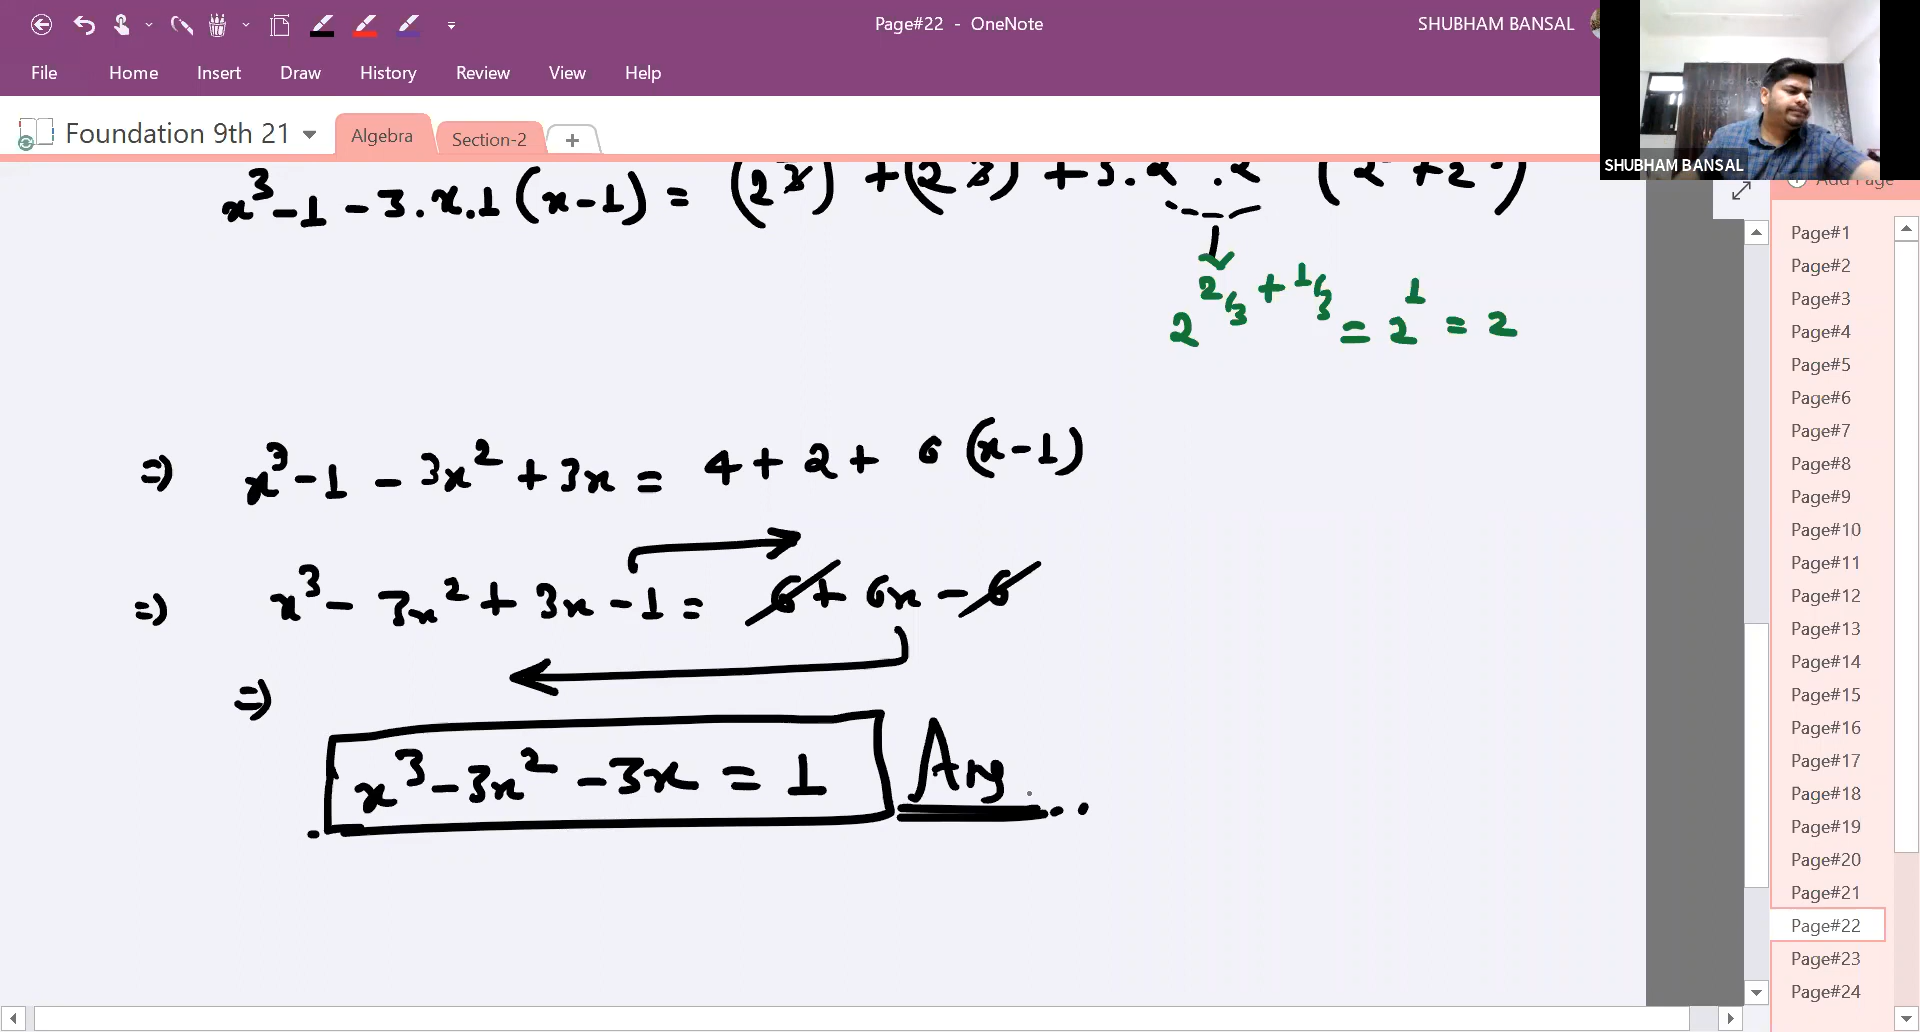 Page#22 - OneNote
SHUBHAM BANSAL
File Home Insert Draw History Review View Help
SHUBHAM BANSAL
Foundation 9th 21
Algebra
Section-2
+
Add Page
x³ - 1 - 3 . x . 1 (x - 1) =
2^(2/3 + 1/3) = 2¹ = 2
⇒) x³ - 1 - 3x² + 3x = 4 + 2 + 6 (x - 1)
⇒) x³ - 3x² + 3x - 1 = 6 + 6x - 6
⇒)
x³ - 3x² - 3x = 1 Ans
Page#1
Page#2
Page#3
Page#4
Page#5
Page#6
Page#7
Page#8
Page#9
Page#10
Page#11
Page#12
Page#13
Page#14
Page#15
Page#16
Page#17
Page#18
Page#19
Page#20
Page#21
Page#22
Page#23
Page#24